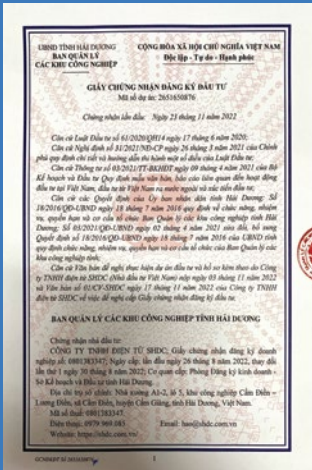 UBND TỈNH HẢI DƯƠNG
BAN QUẢN LÝ
CÁC KHU CÔNG NGHIỆP
CỘNG HÒA XÃ HỘI CHỦ NGHĨA VIỆT NAM
Độc lập - Tự do - Hạnh phúc
GIẤY CHỨNG NHẬN ĐĂNG KÝ ĐẦU TƯ
Mã số dự án: 2651650876
Chứng nhận lần đầu: Ngày 23 tháng 11 năm 2022
Căn cứ Luật Đầu tư số 61/2020/QH14 ngày 17 tháng 6 năm 2020;
Căn cứ Nghị định số 31/2021/NĐ-CP ngày 26 tháng 3 năm 2021 của Chính
phủ quy định chi tiết và hướng dẫn thi hành một số điều của Luật Đầu tư;
Căn cứ Thông tư số 03/2021/TT-BKHĐT ngày 09 tháng 4 năm 2021 của Bộ
Kế hoạch và Đầu tư Quy định mẫu văn bản, báo cáo liên quan đến hoạt động
đầu tư tại Việt Nam, đầu tư từ Việt Nam ra nước ngoài và xúc tiến đầu tư;
Căn cứ các Quyết định của Ủy ban nhân dân tỉnh Hải Dương: Số
18/2016/QĐ-UBND ngày 18 tháng 7 năm 2016 quy định về chức năng, nhiệm
vụ, quyền hạn và cơ cấu tổ chức Ban Quản lý các khu công nghiệp tỉnh Hải
Dương; Số 03/2021/QĐ-UBND ngày 02 tháng 4 năm 2021 sửa đổi, bổ sung
Quyết định số 18/2016/QĐ-UBND ngày 18 tháng 7 năm 2016 của UBND tỉnh
quy định chức năng, nhiệm vụ, quyền hạn và cơ cấu tổ chức của Ban Quản lý các
khu công nghiệp tỉnh;
Căn cứ Văn bản đề nghị thực hiện dự án đầu tư và hồ sơ kèm theo do Công
ty TNHH điện tử SHDC (Nhà đầu tư Việt Nam) nộp ngày 03 tháng 11 năm 2022
và Văn bản số 01/CV-SHDC ngày 17 tháng 11 năm 2022 của Công ty TNHH
điện tử SHDC về việc đề nghị cấp Giấy chứng nhận đăng ký đầu tư,
BAN QUẢN LÝ CÁC KHU CÔNG NGHIỆP TỈNH HẢI DƯƠNG
Chứng nhận nhà đầu tư:
CÔNG TY TNHH ĐIỆN TỬ SHDC; Giấy chứng nhận đăng ký doanh
nghiệp số: 0801383347; Ngày cấp: lần đầu ngày 26 tháng 8 năm 2022, thay đổi
lần thứ 1 ngày 30 tháng 8 năm 2022; Cơ quan cấp: Phòng Đăng ký kinh doanh -
Sở Kế hoạch và Đầu tư tỉnh Hải Dương.
Địa chỉ trụ sở chính: Nhà xưởng A1-2, lô 5, khu công nghiệp Cẩm Điền –
Lương Điền, xã Cẩm Điền, huyện Cẩm Giàng, tỉnh Hải Dương, Việt Nam.
Mã số thuế: 0801383347.
Điện thoại: 0979 969 085 Email: hao@shdc.com.vn
Website: https://shdc.com.vn/
1